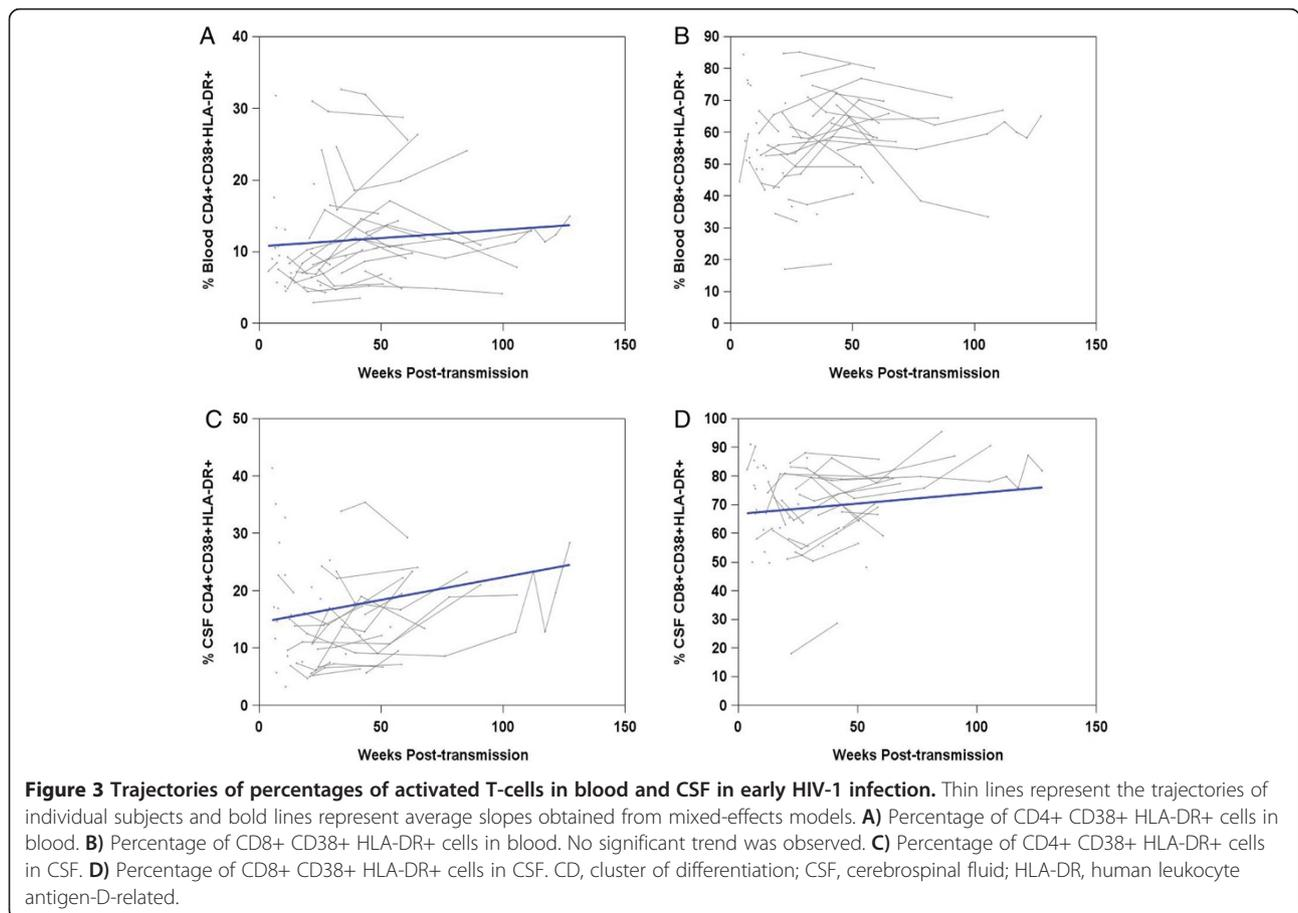 A
B
40
30
20
10
0
% Blood CD4+CD38+HLA-DR+
0 50 100 150
Weeks Post-transmission
90
80
70
60
50
40
30
20
10
0
% Blood CD8+CD38+HLA-DR+
0 50 100 150
Weeks Post-transmission
C
D
50
40
30
20
10
0
% CSF CD4+CD38+HLA-DR+
0 50 100 150
Weeks Post-transmission
100
90
80
70
60
50
40
30
20
10
0
% CSF CD8+CD38+HLA-DR+
0 50 100 150
Weeks Post-transmission
Figure 3 Trajectories of percentages of activated T-cells in blood and CSF in early HIV-1 infection. Thin lines represent the trajectories of
individual subjects and bold lines represent average slopes obtained from mixed-effects models. A) Percentage of CD4+ CD38+ HLA-DR+ cells in
blood. B) Percentage of CD8+ CD38+ HLA-DR+ cells in blood. No significant trend was observed. C) Percentage of CD4+ CD38+ HLA-DR+ cells
in CSF. D) Percentage of CD8+ CD38+ HLA-DR+ cells in CSF. CD, cluster of differentiation; CSF, cerebrospinal fluid; HLA-DR, human leukocyte
antigen-D-related.